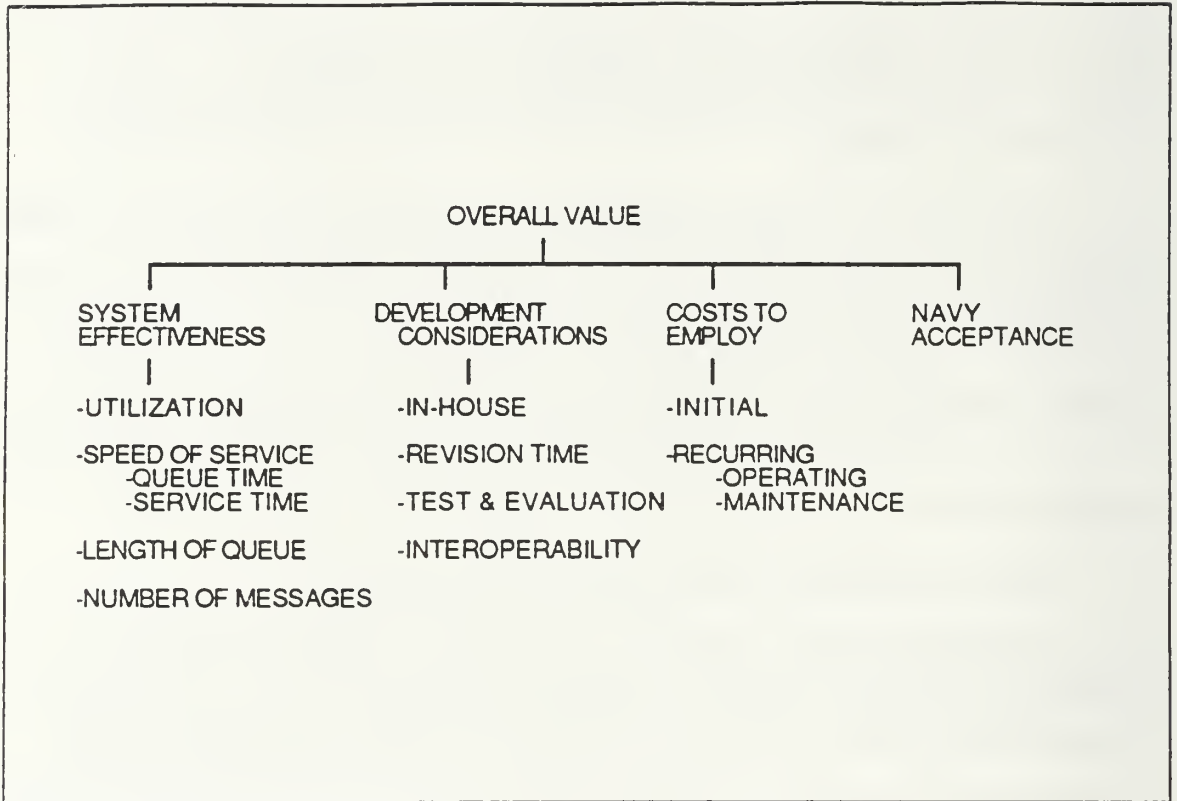 OVERALL VALUE
SYSTEM
EFFECTIVENESS
-UTILIZATION
-SPEED OF SERVICE
-QUEUE TIME
-SERVICE TIME
-LENGTH OF QUEUE
-NUMBER OF MESSAGES
DEVELOPMENT
CONSIDERATIONS
-IN-HOUSE
-REVISION TIME
-TEST & EVALUATION
-INTEROPERABILITY
COSTS TO
EMPLOY
-INITIAL
-RECURRING
-OPERATING
-MAINTENANCE
NAVY
ACCEPTANCE